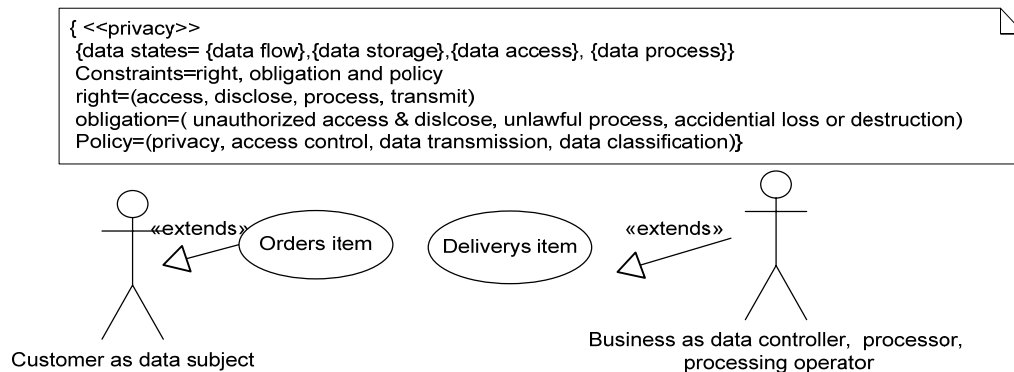 { <<privacy>>
{data states= {data flow},{data storage},{data access}, {data process}}
Constraints=right, obligation and policy
right=(access, disclose, process, transmit)
obligation=( unauthorized access & dislcose, unlawful process, accidential loss or destruction)
Policy=(privacy, access control, data transmission, data classification)}
«extends»
Orders item
Deliverys item
«extends»
Customer as data subject
Business as data controller, processor,
processing operator